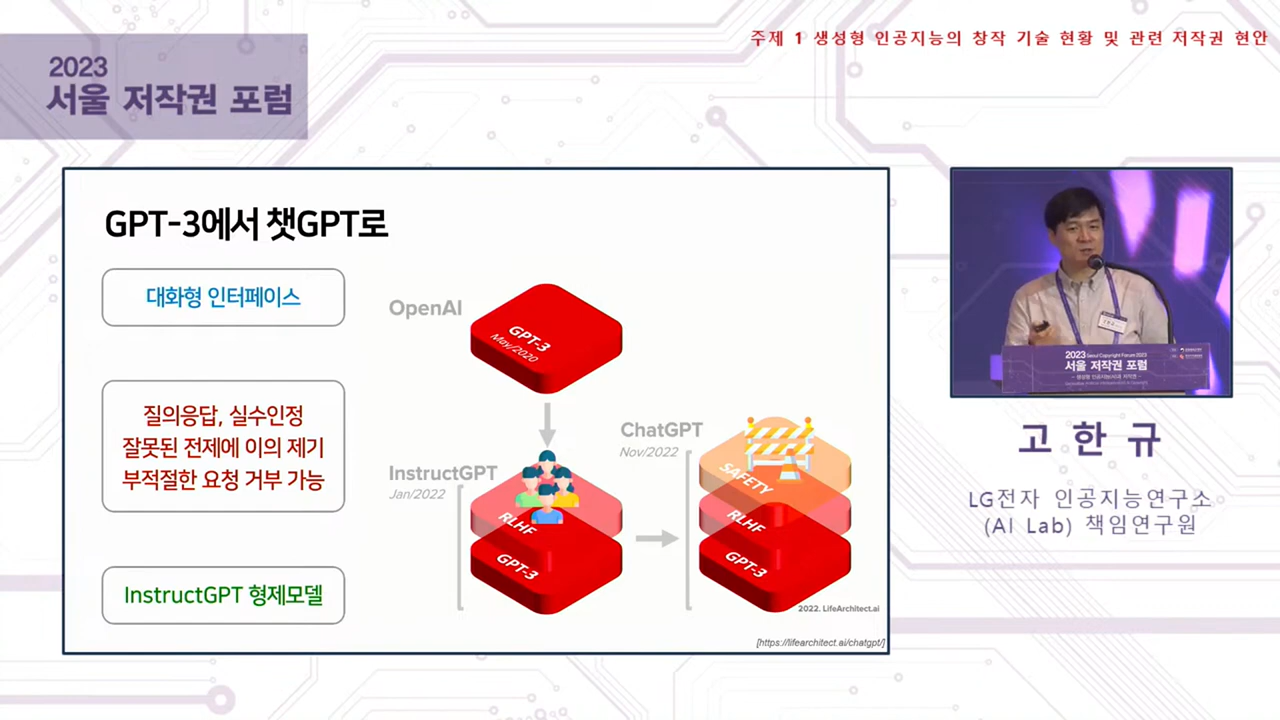 주제 1 생성형 인공지능의 창작 기술 현황 및 관련 저작권 현안
2023
서울 저작권 포럼
GPT-3에서 챗GPT로
대화형 인터페이스
질의응답, 실수인정
잘못된 전제에 이의 제기
부적절한 요청 거부 가능
InstructGPT 형제모델
OpenAI
GPT-3
May/2020
InstructGPT
Jan/2022
RLHF
GPT-3
ChatGPT
Nov/2022
SAFETY
RLHF
GPT-3
2022. LifeArchitect.ai
[https://lifearchitect.ai/chatgpt/]
2023 Seoul Copyright Forum 2023
서울 저작권 포럼
고 한 규
LG전자 인공지능연구소
(AI Lab) 책임연구원